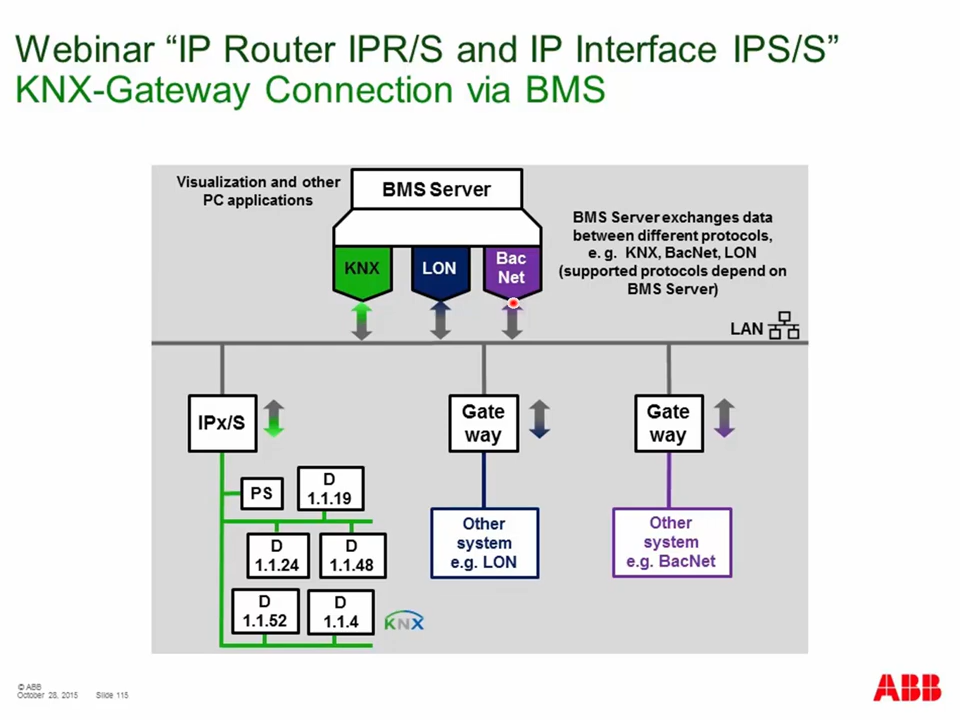 Webinar “IP Router IPR/S and IP Interface IPS/S”
KNX-Gateway Connection via BMS
Visualization and other
PC applications
BMS Server
KNX
LON
Bac
Net
BMS Server exchanges data
between different protocols,
e. g. KNX, BacNet, LON
(supported protocols depend on
BMS Server)
LAN
IPx/S
Gate
way
Gate
way
PS
D
1.1.19
D
1.1.24
D
1.1.48
D
1.1.52
D
1.1.4
KNX
Other
system
e.g. LON
Other
system
e.g. BacNet
© ABB
October 28, 2015 Slide 115
ABB